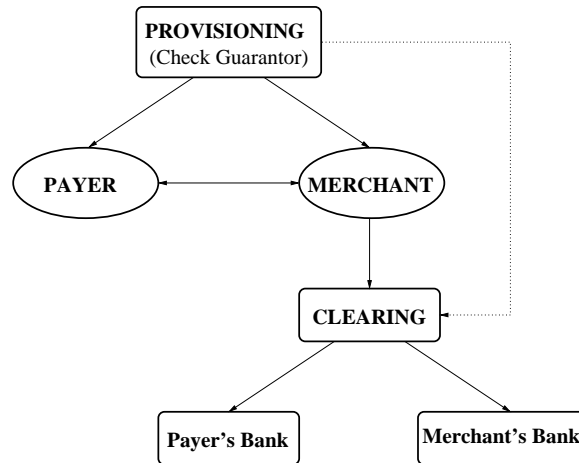 PROVISIONING
(Check Guarantor)
PAYER
MERCHANT
CLEARING
Payer's Bank
Merchant's Bank